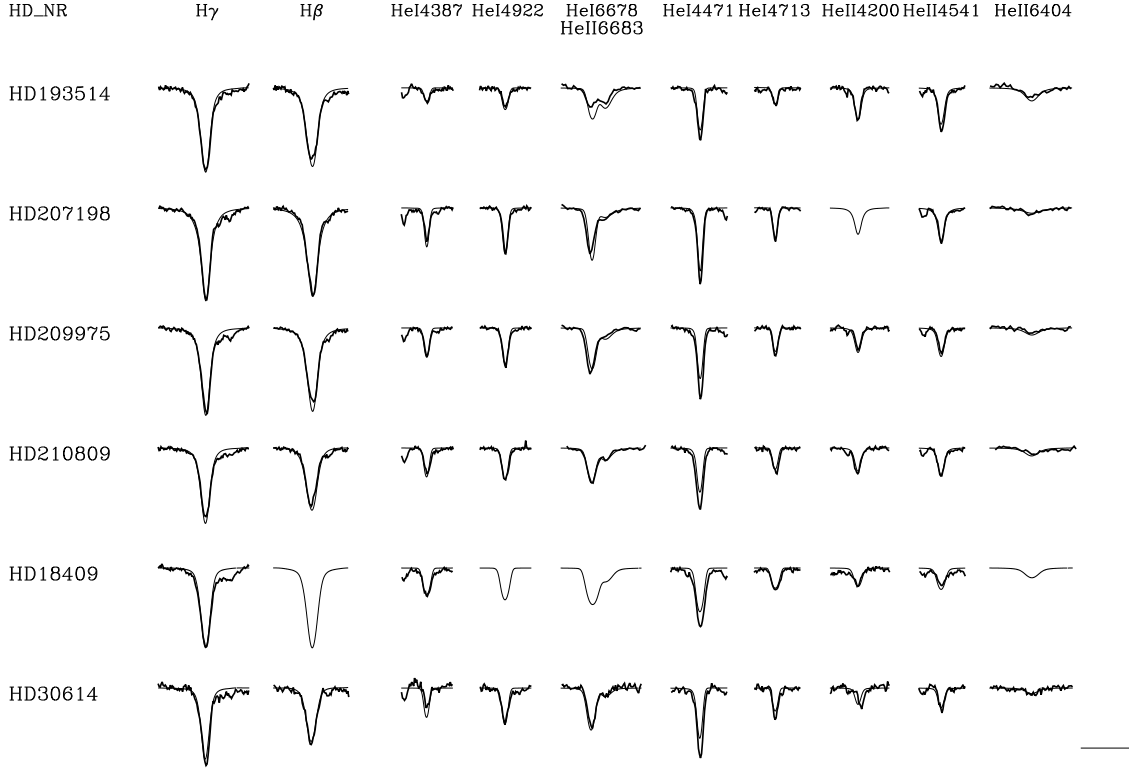 HD_NR Hγ Hβ HeI4387 HeI4922 HeI6678 HeI4471 HeI4713 HeII4200 HeII4541 HeII6404
HeII6683
HD193514
HD207198
HD209975
HD210809
HD18409
HD30614